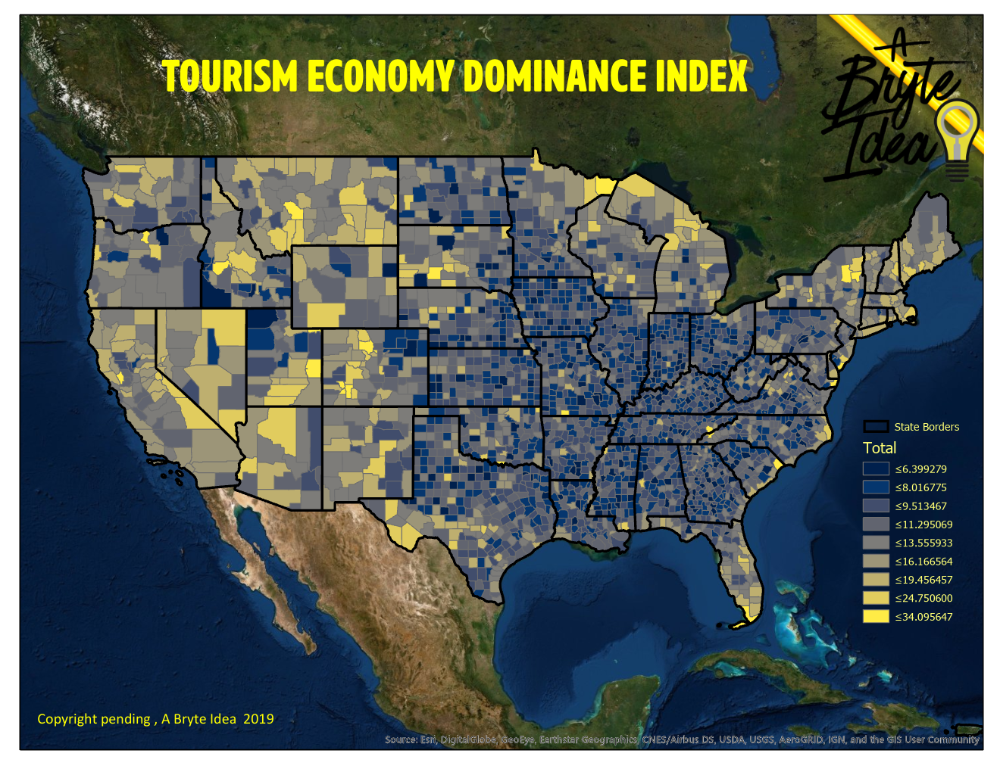 TOURISM ECONOMY DOMINANCE INDEX
A
Bryte
Idea
State Borders
Total
≤6.399279
≤8.016775
≤9.513467
≤11.295069
≤13.555933
≤16.166564
≤19.456457
≤24.750600
≤34.095647
Copyright pending , A Bryte Idea 2019
Source: Esri, DigitalGlobe, GeoEye, Earthstar Geographics, CNES/Airbus DS, USDA, USGS, AeroGRID, IGN, and the GIS User Community